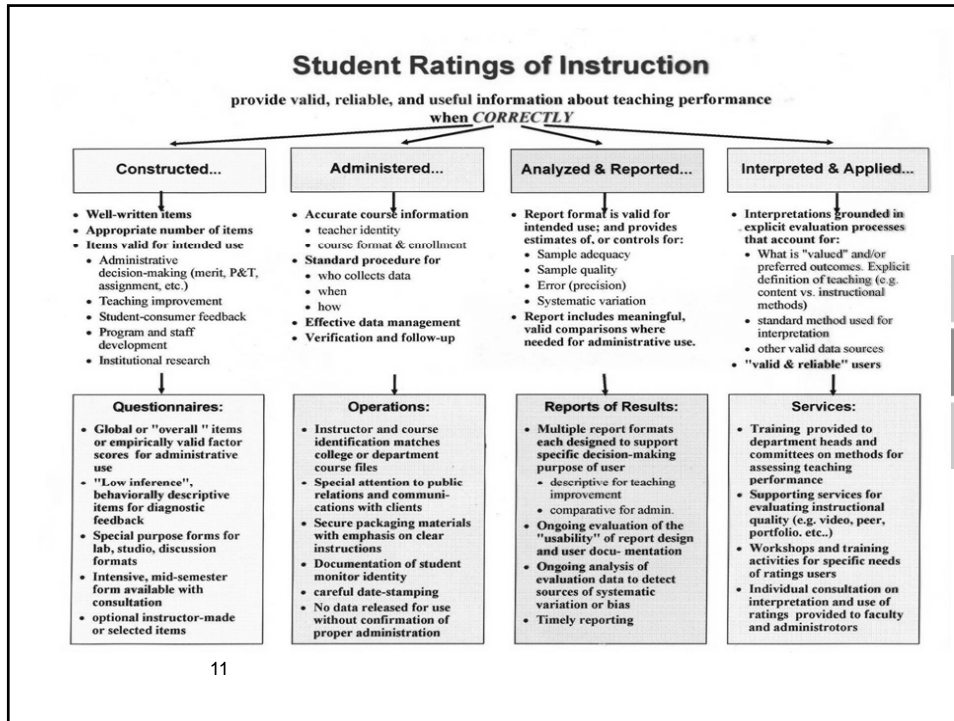 Student Ratings of Instruction
provide valid, reliable, and useful information about teaching performance
when CORRECTLY
Constructed...
• Well-written items
• Appropriate number of items
• Items valid for intended use
• Administrative
decision-making (merit, P&T,
assignment, etc.)
• Teaching improvement
• Student-consumer feedback
• Program and staff
development
• Institutional research
Questionnaires:
• Global or "overall " items
or empirically valid factor
scores for administrative
use
• "Low inference",
behaviorally descriptive
items for diagnostic
feedback
• Special purpose forms for
lab, studio, discussion
formats
• Intensive, mid-semester
form available with
consultation
• optional instructor-made
or selected items
Administered...
• Accurate course information
• teacher identity
• course format & enrollment
• Standard procedure for
• who collects data
• when
• how
• Effective data management
• Verification and follow-up
Operations:
• Instructor and course
identification matches
college or department
course files
• Special attention to public
relations and communi-
cations with clients
• Secure packaging materials
with emphasis on clear
instructions
• Documentation of student
monitor identity
• careful date-stamping
• No data released for use
without confirmation of
proper administration
Analyzed & Reported...
• Report format is valid for
intended use; and provides
estimates of, or controls for:
• Sample adequacy
• Sample quality
• Error (precision)
• Systematic variation
• Report includes meaningful,
valid comparisons where
needed for administrative use.
Reports of Results:
• Multiple report formats
each designed to support
specific decision-making
purpose of user
• descriptive for teaching
improvement
• comparative for admin.
• Ongoing evaluation of the
"usability" of report design
and user docu- mentation
• Ongoing analysis of
evaluation data to detect
sources of systematic
variation or bias
• Timely reporting
Interpreted & Applied...
• Interpretations grounded in
explicit evaluation processes
that account for:
• What is "valued" and/or
preferred outcomes. Explicit
definition of teaching (e.g.
content vs. instructional
methods)
• standard method used for
interpretation
• other valid data sources
• "valid & reliable" users
Services:
• Training provided to
department heads and
committees on methods for
assessing teaching
performance
• Supporting services for
evaluating instructional
quality (e.g. video, peer,
portfolio. etc..)
• Workshops and training
activities for specific needs
of ratings users
• Individual consultation on
interpretation and use of
ratings provided to faculty
and administrotors
11